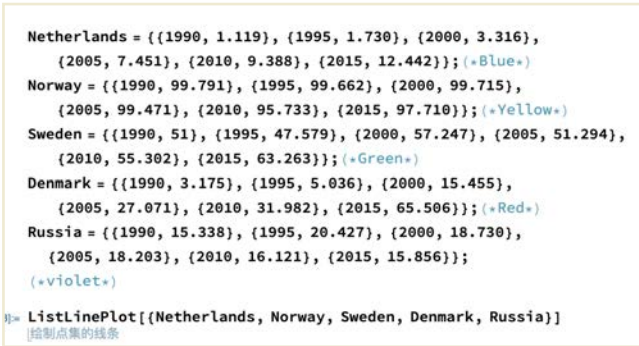 Netherlands = {{1990, 1.119}, {1995, 1.730}, {2000, 3.316},
{2005, 7.451}, {2010, 9.388}, {2015, 12.442}};(*Blue*)
Norway = {{1990, 99.791}, {1995, 99.662}, {2000, 99.715},
{2005, 99.471}, {2010, 95.733}, {2015, 97.710}};(*Yellow*)
Sweden = {{1990, 51}, {1995, 47.579}, {2000, 57.247}, {2005, 51.294},
{2010, 55.302}, {2015, 63.263}};(*Green*)
Denmark = {{1990, 3.175}, {1995, 5.036}, {2000, 15.455},
{2005, 27.071}, {2010, 31.982}, {2015, 65.506}};(*Red*)
Russia = {{1990, 15.338}, {1995, 20.427}, {2000, 18.730},
{2005, 18.203}, {2010, 16.121}, {2015, 15.856}};
(*violet*)
ListLinePlot[{Netherlands, Norway, Sweden, Denmark, Russia}]
绘制点集的线条